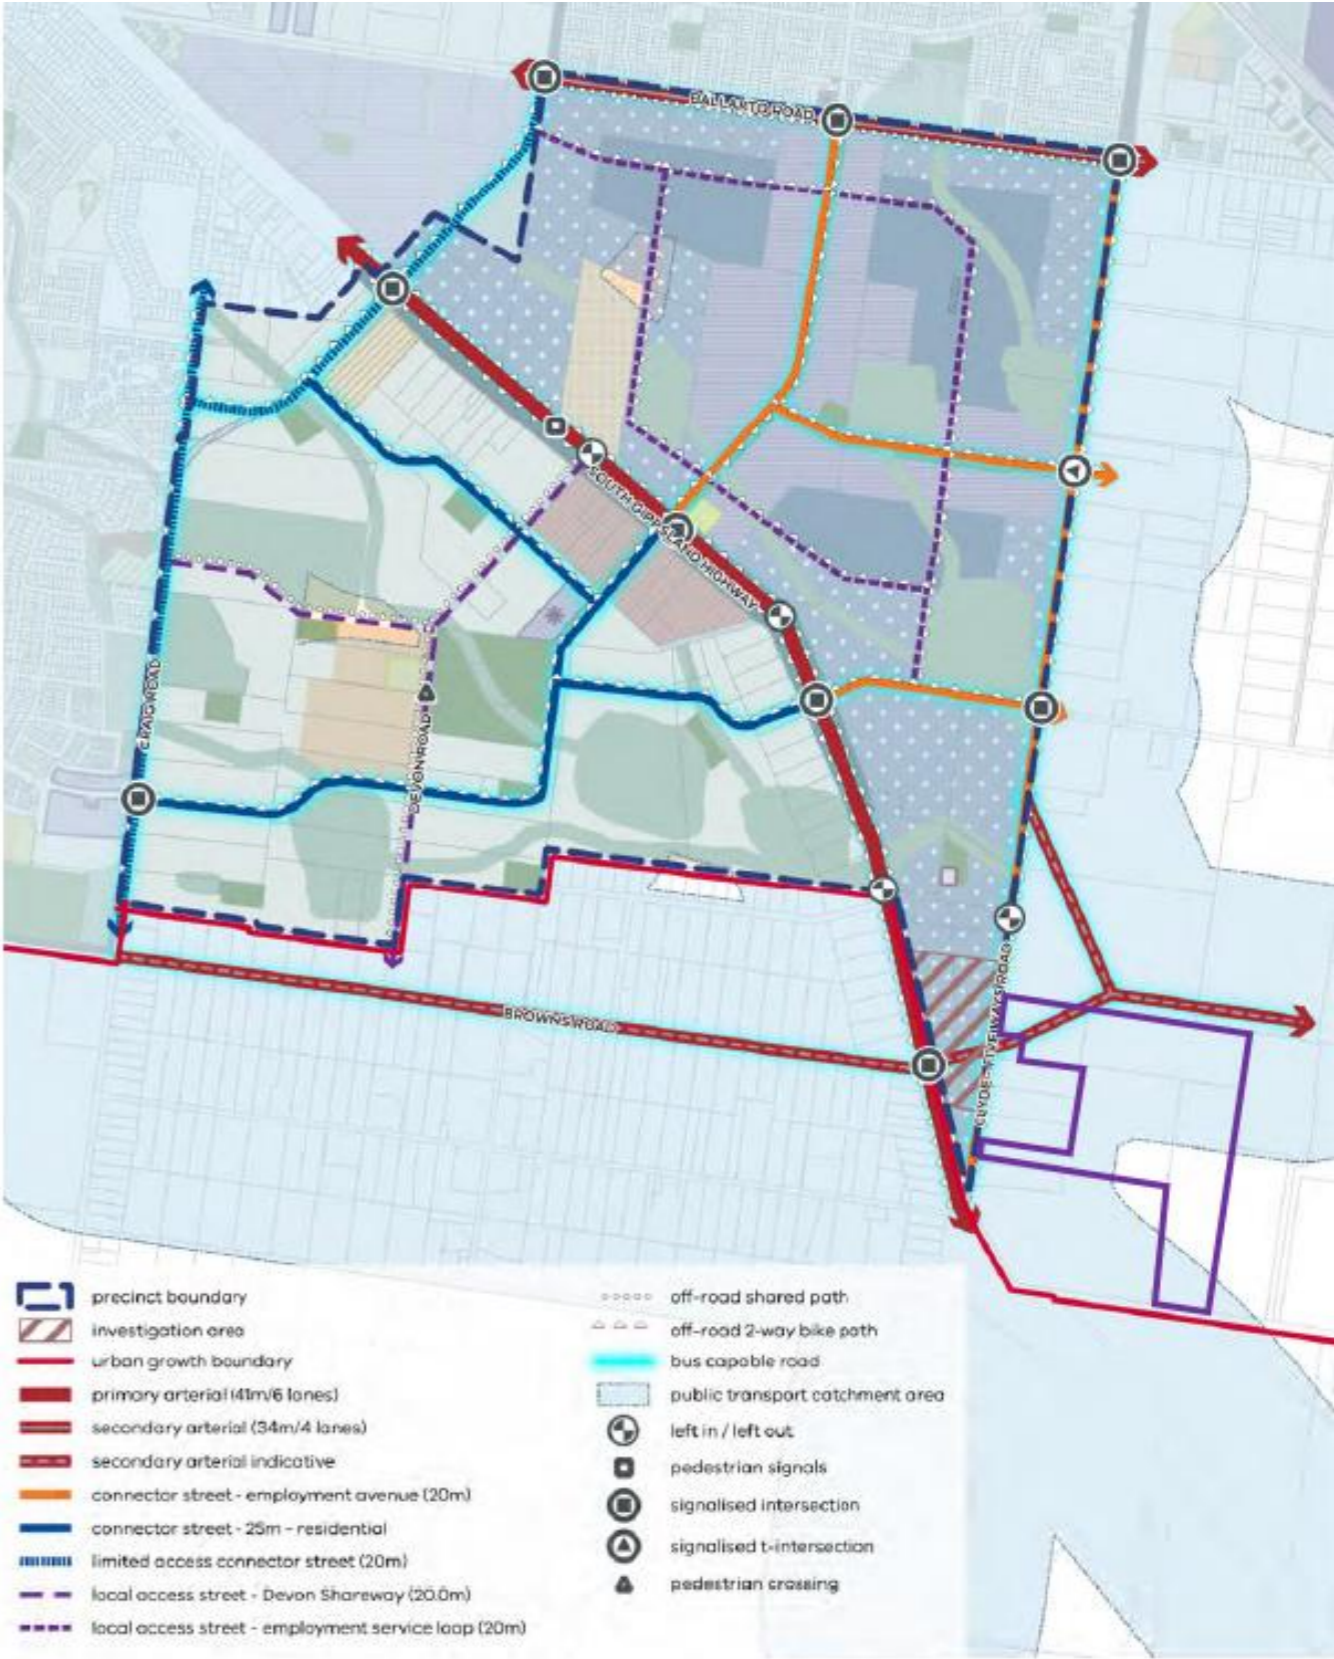 BALLARTO ROAD
SOUTH GIPPSLAND HIGHWAY
CRAIG ROAD
DEVON ROAD
CLYDE-FIVEWAYS ROAD
BROWNS ROAD
precinct boundary
investigation area
urban growth boundary
primary arterial (41m/6 lanes)
secondary arterial (34m/4 lanes)
secondary arterial indicative
connector street - employment avenue (20m)
connector street - 25m - residential
limited access connector street (20m)
local access street - Devon Shareway (20.0m)
local access street - employment service loop (20m)
off-road shared path
off-road 2-way bike path
bus capable road
public transport catchment area
left in / left out
pedestrian signals
signalised intersection
signalised t-intersection
pedestrian crossing